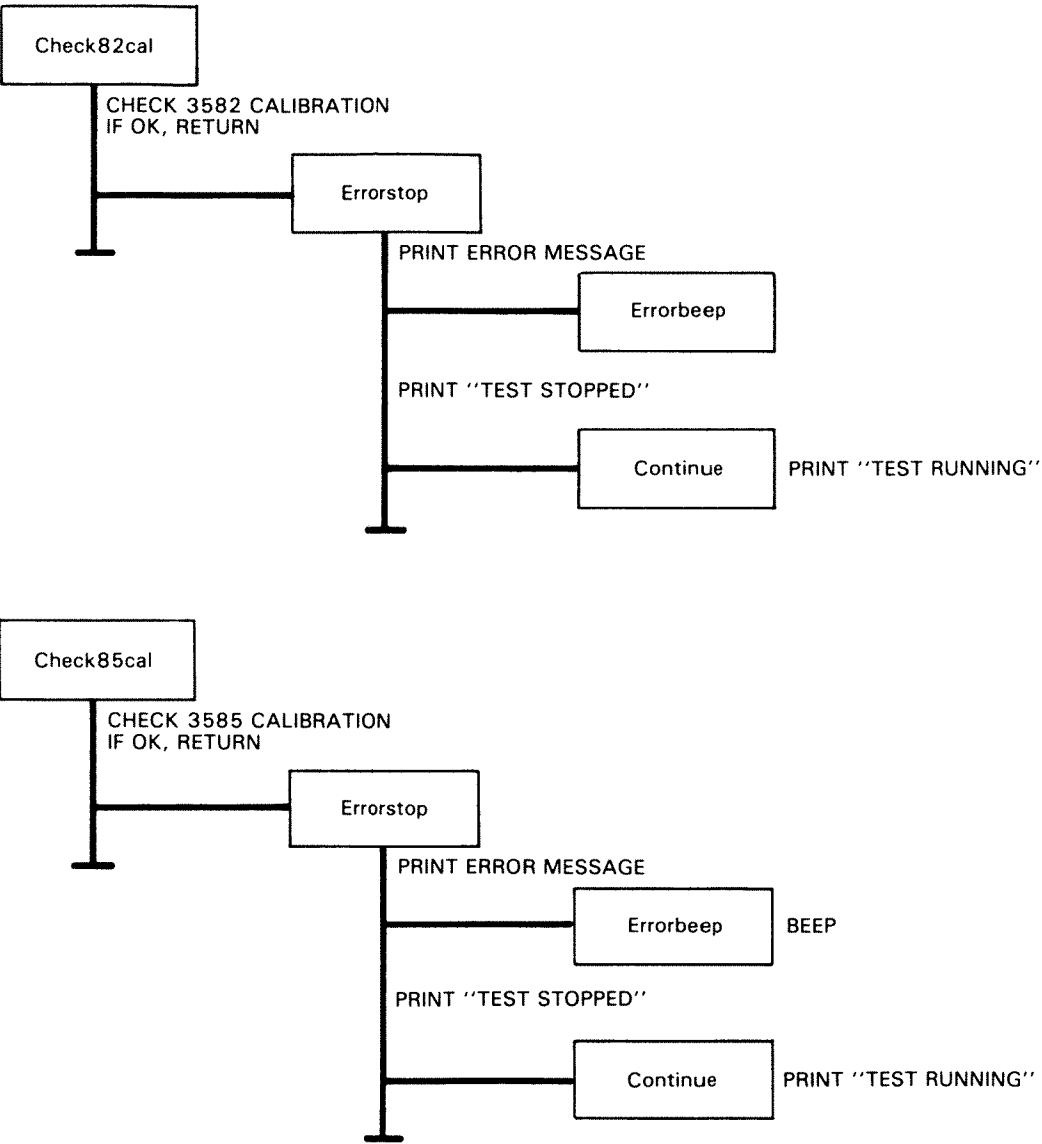 Check82cal
CHECK 3582 CALIBRATION
IF OK, RETURN
Errorstop
PRINT ERROR MESSAGE
Errorbeep
PRINT ''TEST STOPPED''
Continue
PRINT ''TEST RUNNING''
Check85cal
CHECK 3585 CALIBRATION
IF OK, RETURN
Errorstop
PRINT ERROR MESSAGE
Errorbeep
BEEP
PRINT ''TEST STOPPED''
Continue
PRINT ''TEST RUNNING''